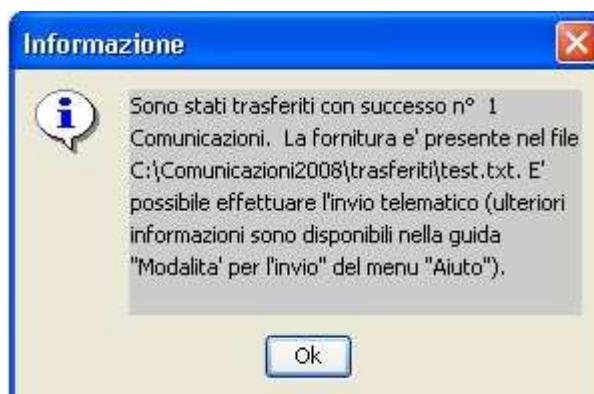 Informazione
Sono stati trasferiti con successo n° 1
Comunicazioni. La fornitura e' presente nel file
C:\Comunicazioni2008\trasferiti\test.txt. E'
possibile effettuare l'invio telematico (ulteriori
informazioni sono disponibili nella guida
"Modalita' per l'invio" del menu "Aiuto").
Ok